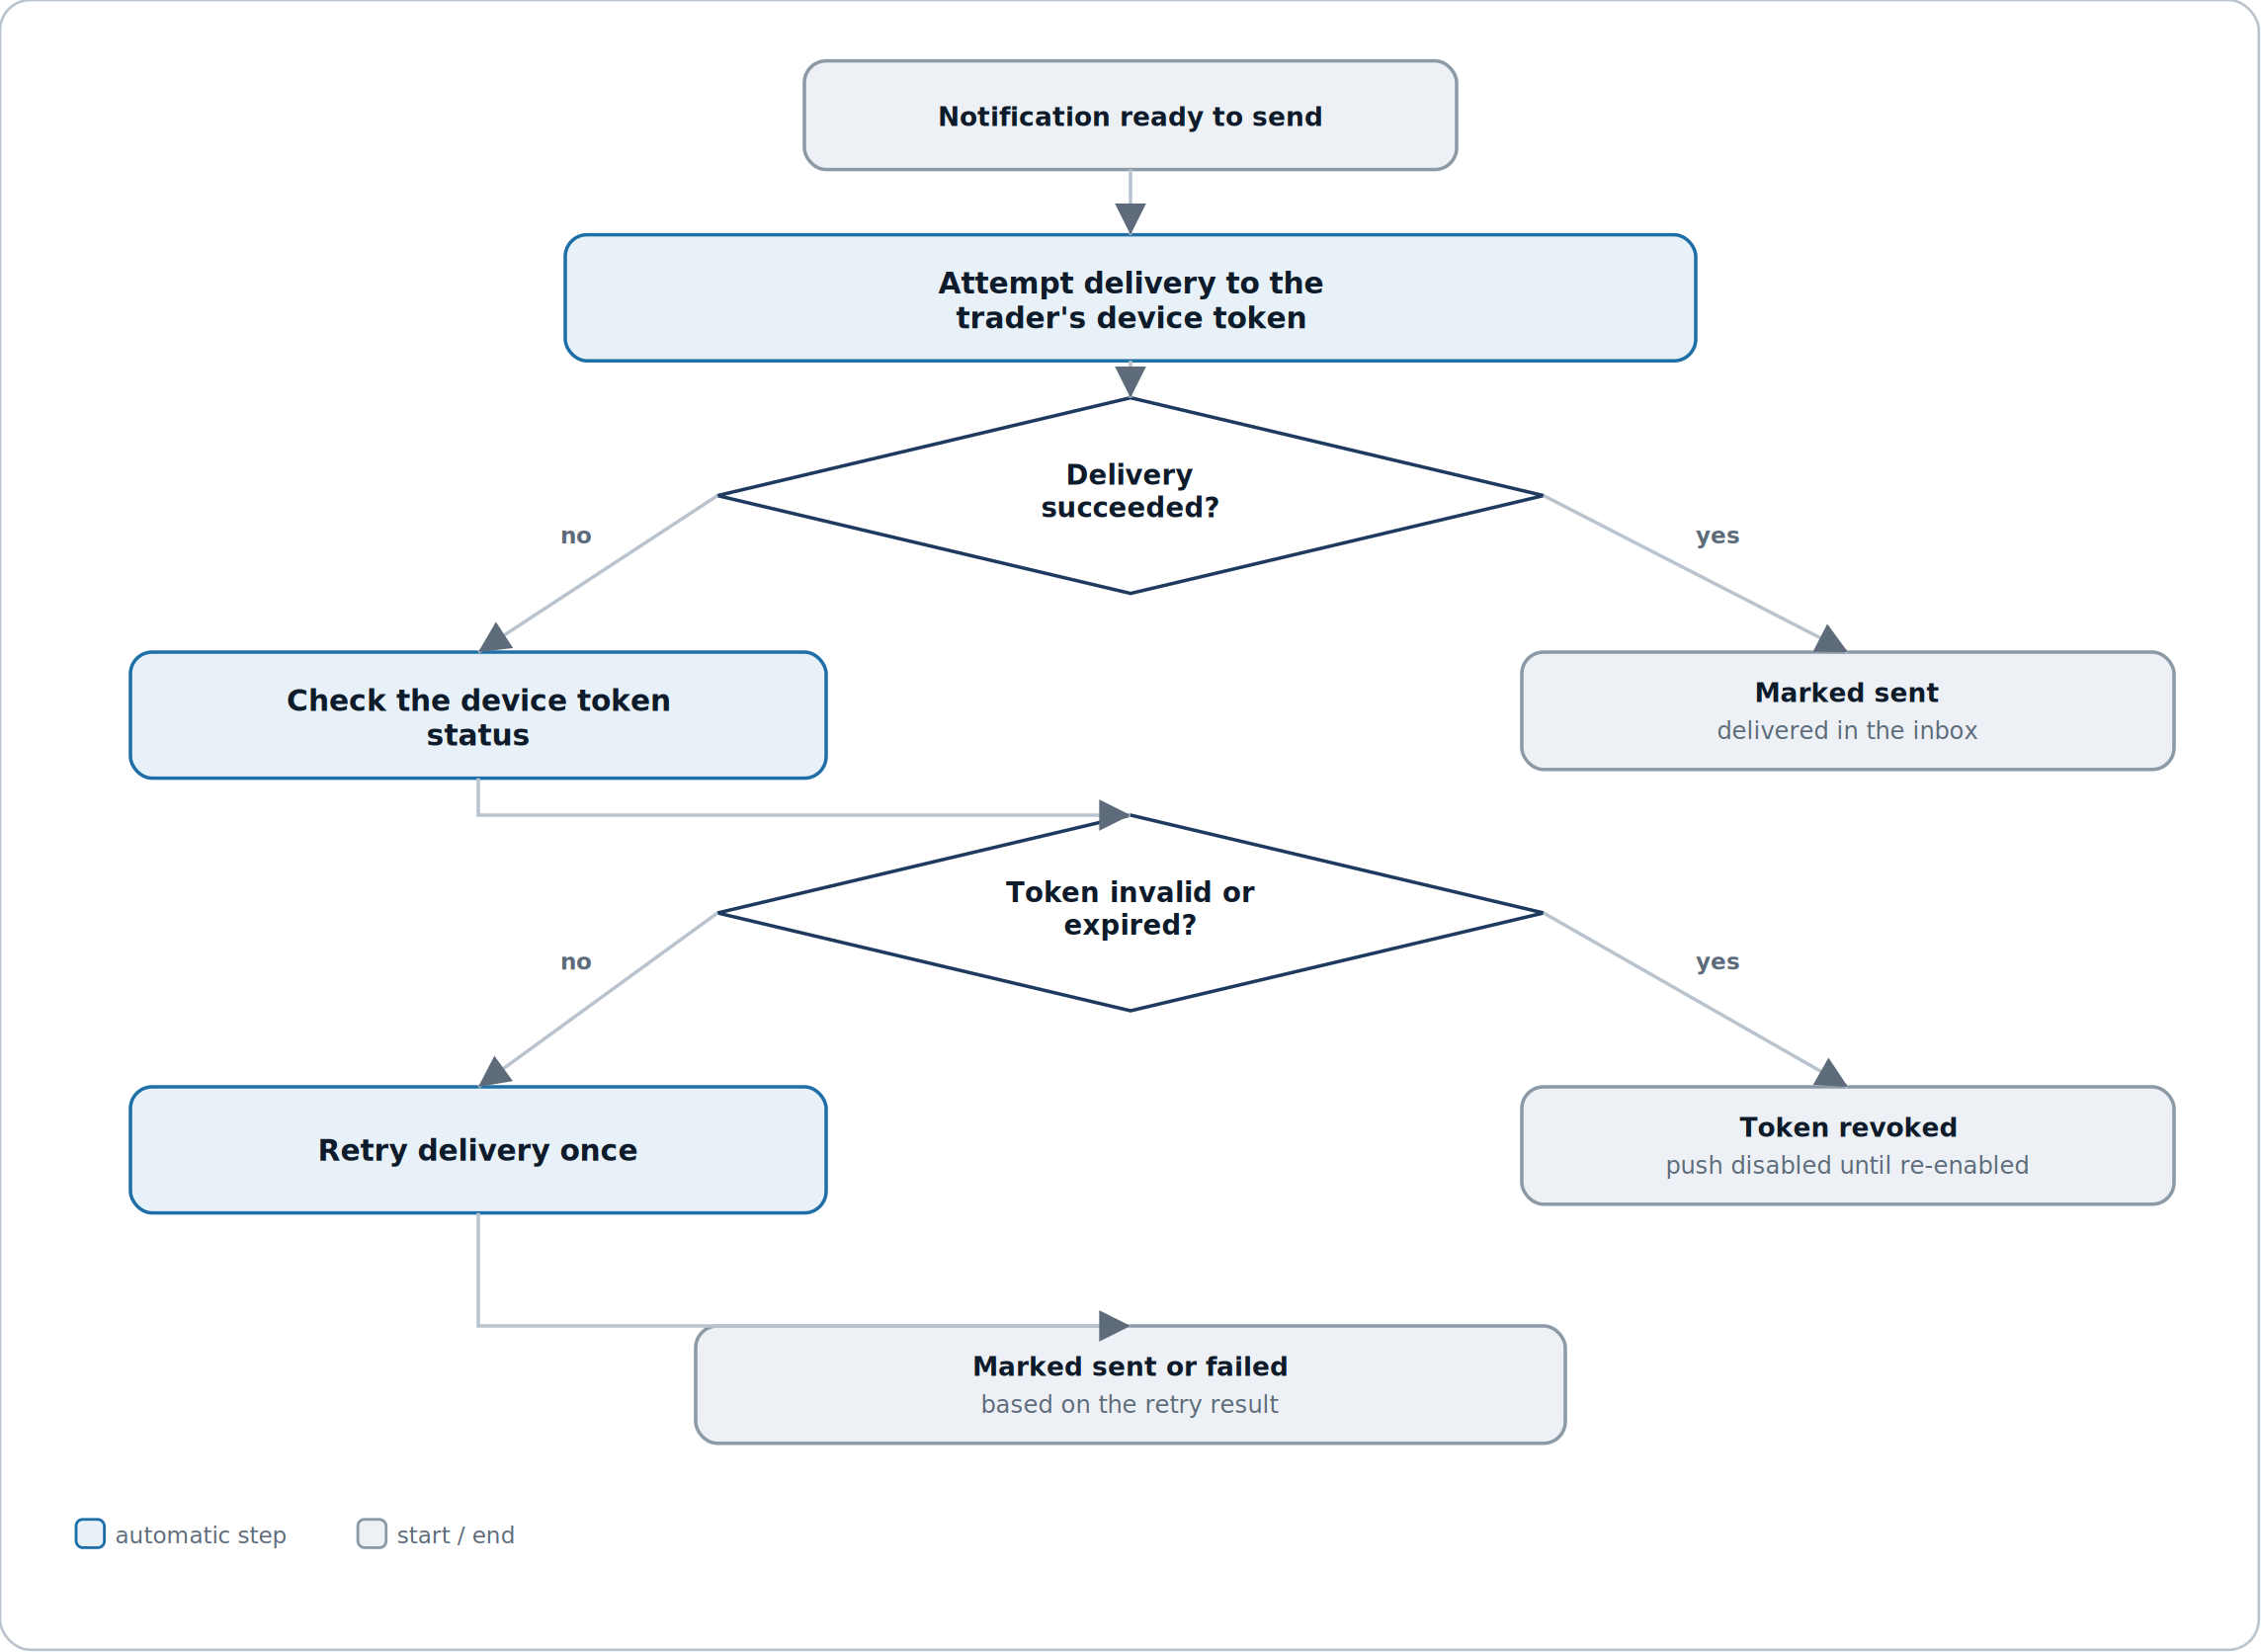 Notification ready to send
Attempt delivery to the
trader's device token
Delivery
succeeded?
no
yes
Check the device token
status
Marked sent
delivered in the inbox
Token invalid or
expired?
no
yes
Retry delivery once
Token revoked
push disabled until re-enabled
Marked sent or failed
based on the retry result
automatic step
start / end